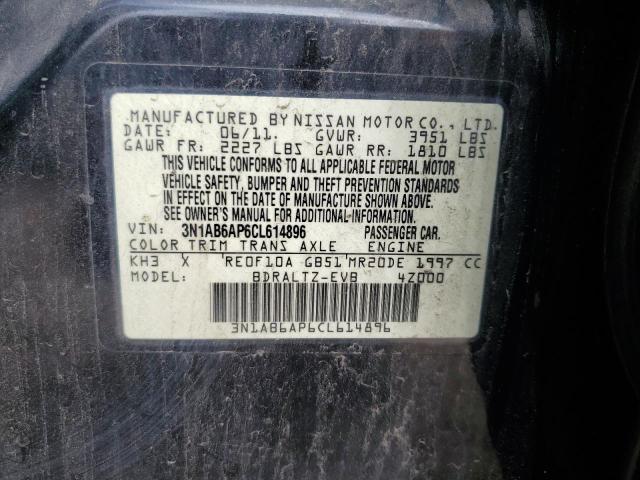 MANUFACTURED BY NISSAN MOTOR CO., LTD.
DATE: 06/11. GVWR: 3951 LBS
GAWR FR: 2227 LBS GAWR RR: 1810 LBS
THIS VEHICLE CONFORMS TO ALL APPLICABLE FEDERAL MOTOR
VEHICLE SAFETY, BUMPER AND THEFT PREVENTION STANDARDS
IN EFFECT ON THE DATE OF MANUFACTURE SHOWN ABOVE.
SEE OWNER'S MANUAL FOR ADDITIONAL INFORMATION.
VIN: 3N1AB6AP6CL614896 PASSENGER CAR.
COLOR TRIM TRANS AXLE ENGINE
KH3 X RE0F10A GB51 MR20DE 1997 CC
MODEL: BDRALTZ-EVB 4Z000
3N1AB6AP6CL614896